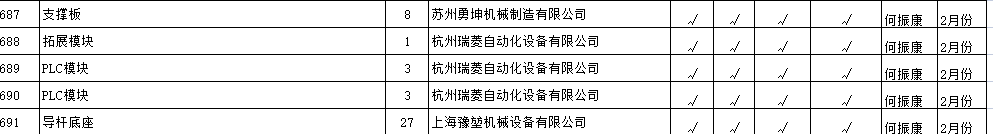 687 支撑板 8 苏州勇坤机械制造有限公司 √ √ √ √ 何振康 2月份
688 拓展模块 1 杭州瑞菱自动化设备有限公司 √ √ √ √ 何振康 2月份
689 PLC模块 3 杭州瑞菱自动化设备有限公司 √ √ √ √ 何振康 2月份
690 PLC模块 3 杭州瑞菱自动化设备有限公司 √ √ √ √ 何振康 2月份
691 导杆底座 27 上海豫堃机械设备有限公司 √ √ √ √ 何振康 2月份